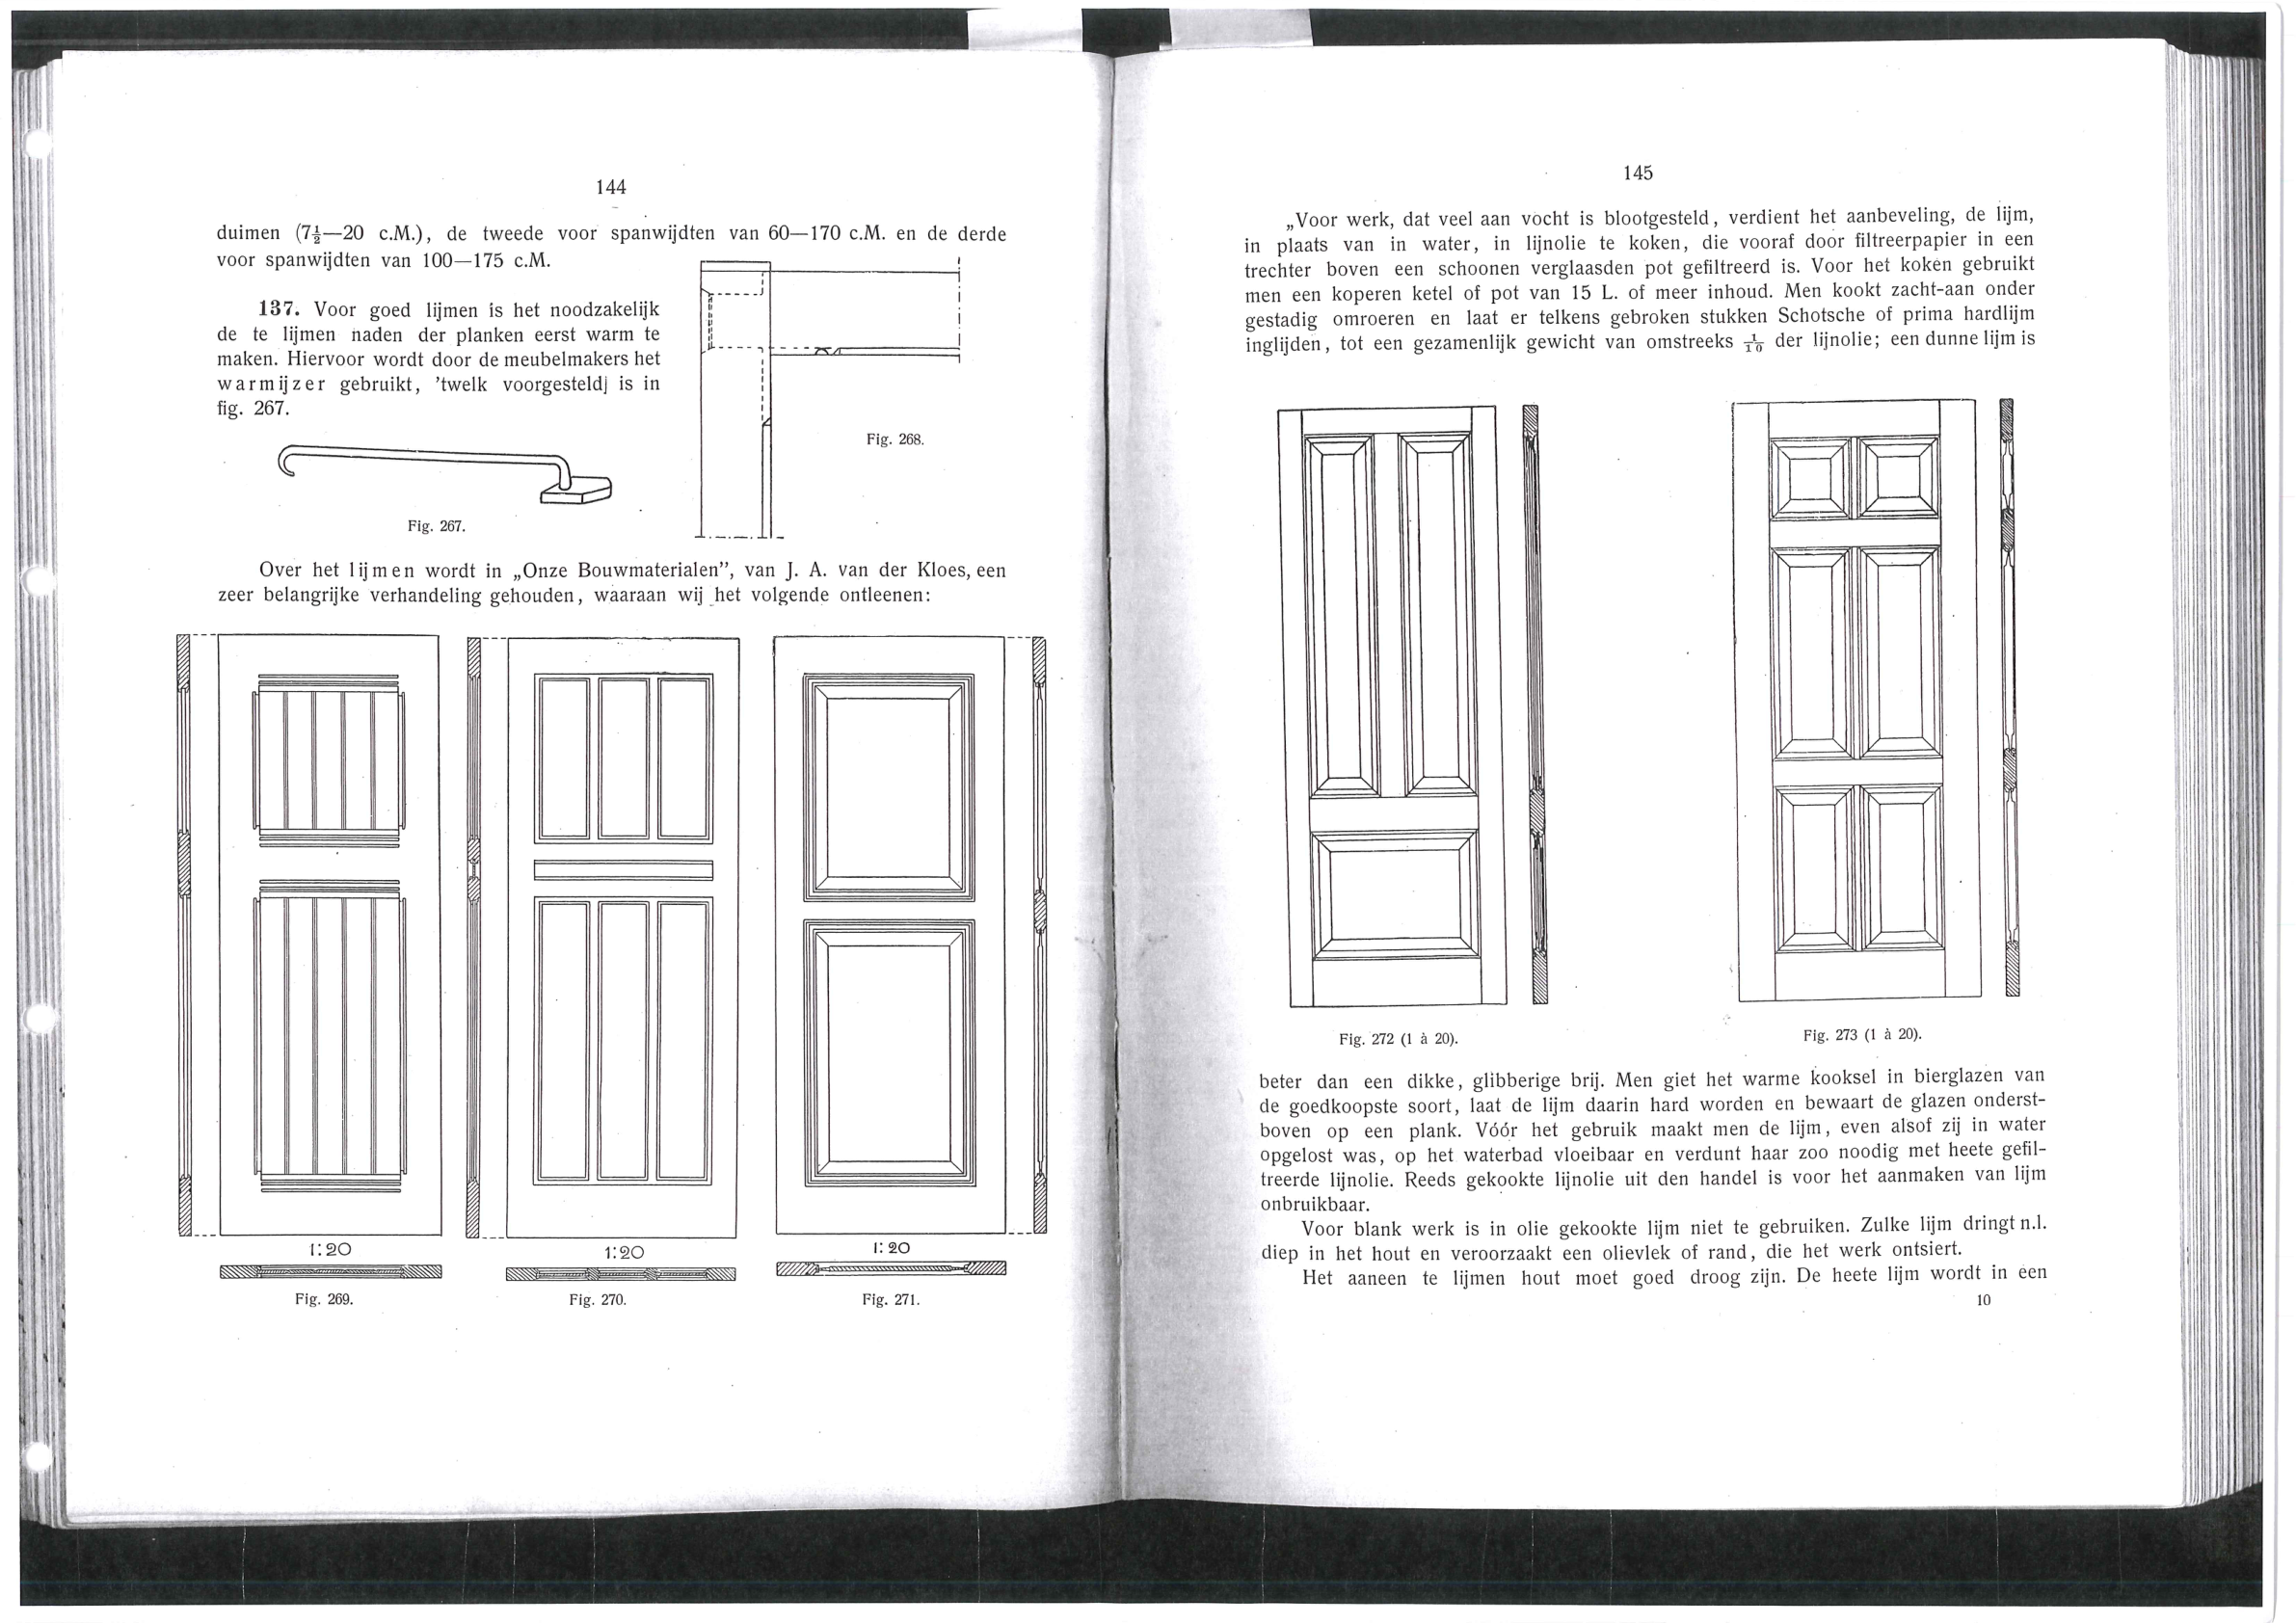 144
duimen (7½—20 c.M.), de tweede voor spanwijdten van 60—170 c.M. en de derde
voor spanwijdten van 100—175 c.M.
137. Voor goed lijmen is het noodzakelijk
de te lijmen naden der planken eerst warm te
maken. Hiervoor wordt door de meubelmakers het
warmijzer gebruikt, 'twelk voorgesteld is in
fig. 267.
Fig. 268.
Fig. 267.
Over het lijmen wordt in „Onze Bouwmaterialen”, van J. A. van der Kloes, een
zeer belangrijke verhandeling gehouden, waaraan wij het volgende ontleenen:
1:20
1:20
1:20
Fig. 269.
Fig. 270.
Fig. 271.
145
„Voor werk, dat veel aan vocht is blootgesteld, verdient het aanbeveling, de lijm,
in plaats van in water, in lijnolie te koken, die vooraf door filtreerpapier in een
trechter boven een schoonen verglaasden pot gefiltreerd is. Voor het koken gebruikt
men een koperen ketel of pot van 15 L. of meer inhoud. Men kookt zacht-aan onder
gestadig omroeren en laat er telkens gebroken stukken Schotsche of prima hardlijm
inglijden, tot een gezamenlijk gewicht van omstreeks 1/10 der lijnolie; een dunne lijm is
Fig. 272 (1 à 20).
Fig. 273 (1 à 20).
beter dan een dikke, glibberige brij. Men giet het warme kooksel in bierglazen van
de goedkoopste soort, laat de lijm daarin hard worden en bewaart de glazen onderst-
boven op een plank. Vóór het gebruik maakt men de lijm, even alsof zij in water
opgelost was, op het waterbad vloeibaar en verdunt haar zoo noodig met heete gefil-
treerde lijnolie. Reeds gekookte lijnolie uit den handel is voor het aanmaken van lijm
onbruikbaar.
Voor blank werk is in olie gekookte lijm niet te gebruiken. Zulke lijm dringt n.l.
diep in het hout en veroorzaakt een olievlek of rand, die het werk ontsiert.
Het aaneen te lijmen hout moet goed droog zijn. De heete lijm wordt in een
10